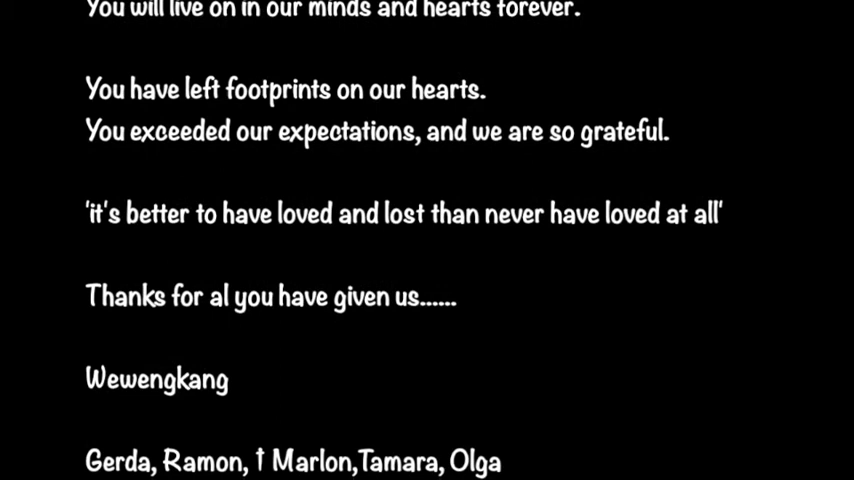 You will live on in our minds and hearts forever.
You have left footprints on our hearts.
You exceeded our expectations, and we are so grateful.
'it's better to have loved and lost than never have loved at all'
Thanks for al you have given us......
Wewengkang
Gerda, Ramon, † Marlon,Tamara, Olga